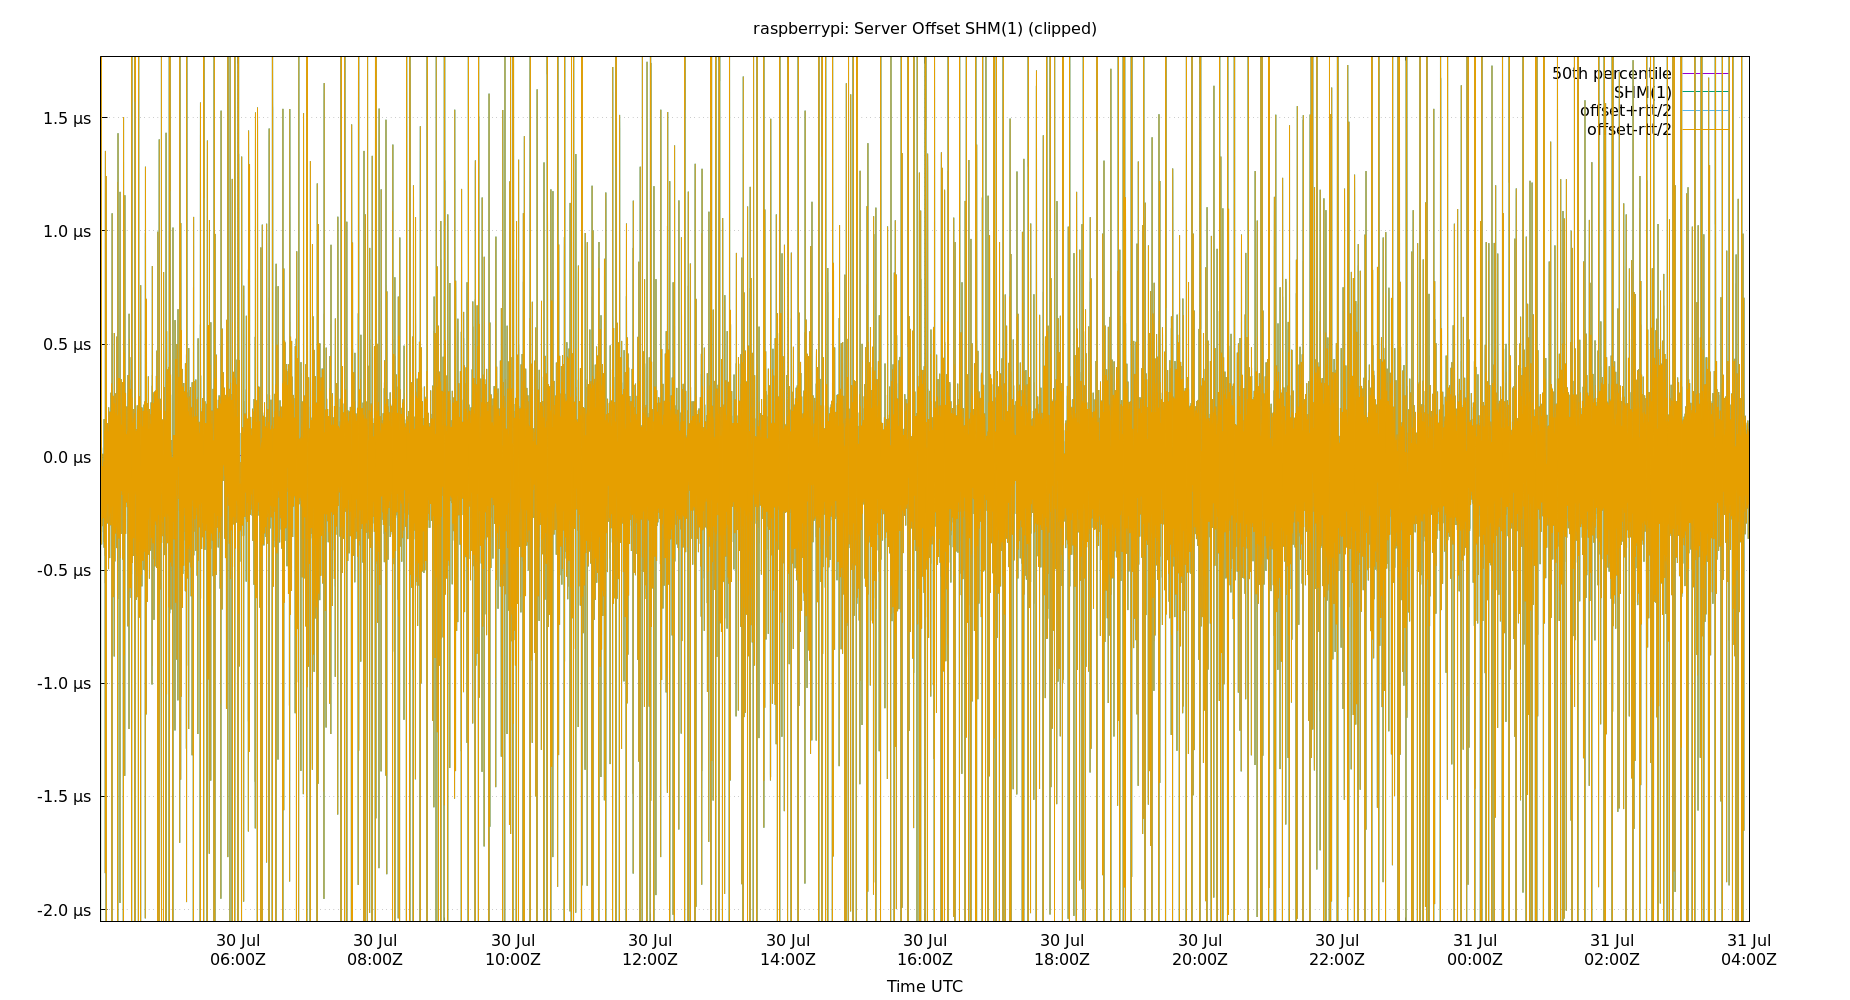 raspberrypi: Server Offset SHM(1) (clipped)
50th percentile
SHM(1)
offset+rtt/2
offset-rtt/2
1.5 µs
1.0 µs
0.5 µs
0.0 µs
-0.5 µs
-1.0 µs
-1.5 µs
-2.0 µs
30 Jul 30 Jul 30 Jul 30 Jul 30 Jul 30 Jul 30 Jul 30 Jul 30 Jul 31 Jul 31 Jul 31 Jul
06:00Z 08:00Z 10:00Z 12:00Z 14:00Z 16:00Z 18:00Z 20:00Z 22:00Z 00:00Z 02:00Z 04:00Z
Time UTC